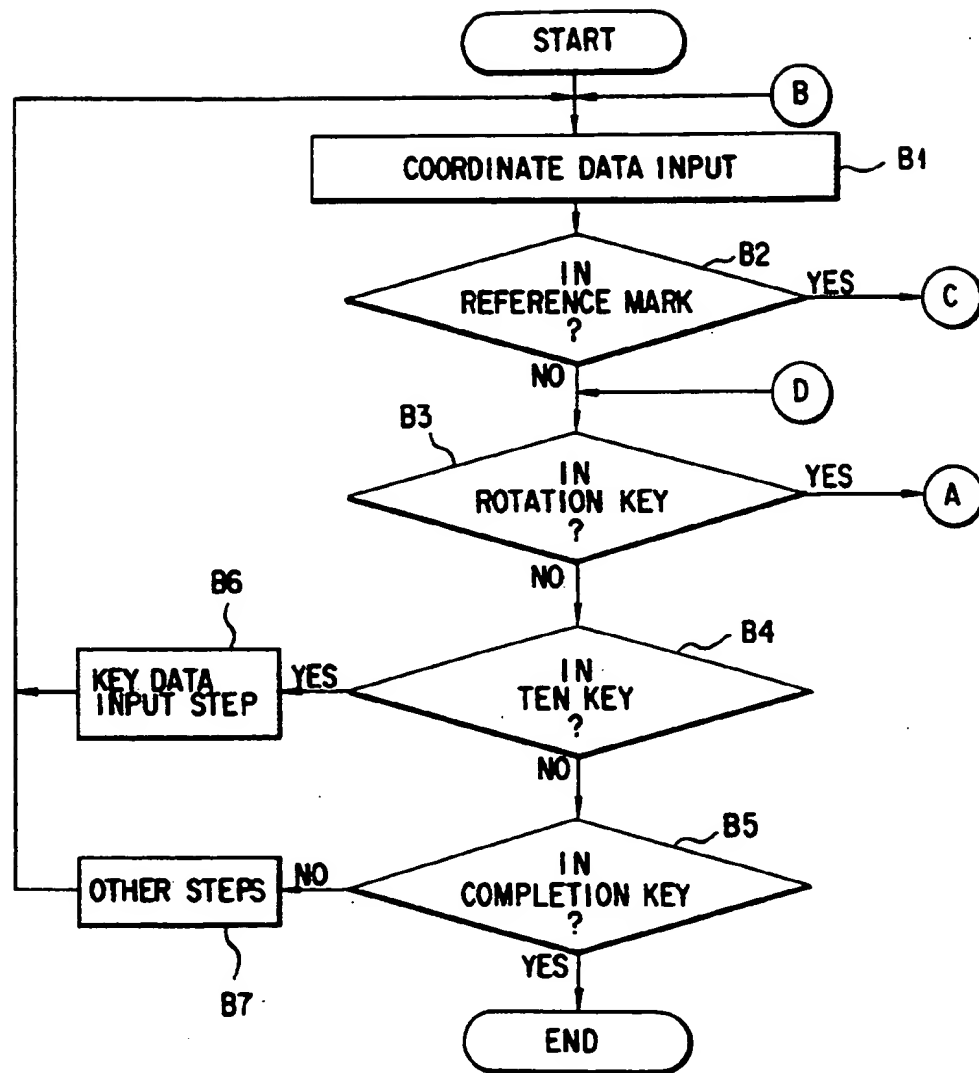 START
B
COORDINATE DATA INPUT
B1
IN
REFERENCE MARK
?
B2
YES
C
NO
D
B3
IN
ROTATION KEY
?
YES
A
NO
B6
KEY DATA
INPUT STEP
YES
IN
TEN KEY
?
B4
NO
B5
OTHER STEPS
NO
IN
COMPLETION KEY
?
B7
YES
END